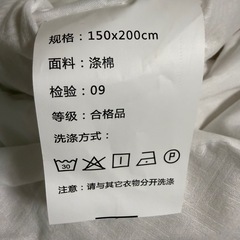 规格：150x200cm
面料：涤棉
检验：09
等级：合格品
洗涤方式：
30 P
注意：请与其它衣物分开洗涤